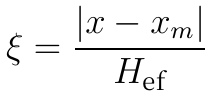 ξ = |x − x_m| / H_ef